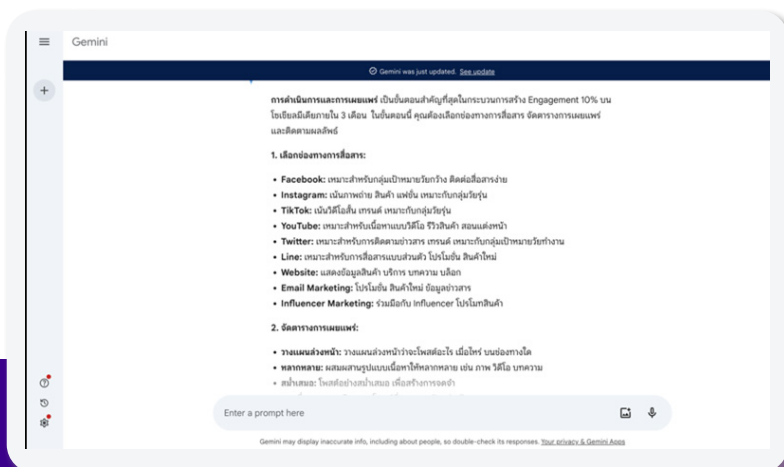 Gemini
Gemini was just updated. See update
การดำเนินการและการเผยแพร่ เป็นขั้นตอนสำคัญที่สุดในกระบวนการสร้าง Engagement 10% บน
โซเชียลมีเดียภายใน 3 เดือน ในขั้นตอนนี้ คุณต้องเลือกช่องทางการสื่อสาร จัดตารางการเผยแพร่
และติดตามผลลัพธ์
1. เลือกช่องทางการสื่อสาร:
• Facebook: เหมาะสำหรับกลุ่มเป้าหมายวัยกว้าง ติดต่อสื่อสารง่าย
• Instagram: เน้นภาพถ่าย สินค้า แฟชั่น เหมาะกับกลุ่มวัยรุ่น
• TikTok: เน้นวิดีโอสั้น เทรนด์ เหมาะกับกลุ่มวัยรุ่น
• YouTube: เหมาะสำหรับเนื้อหาแบบวิดีโอ รีวิวสินค้า สอนแต่งหน้า
• Twitter: เหมาะสำหรับการติดตามข่าวสาร เทรนด์ เหมาะกับกลุ่มเป้าหมายวัยทำงาน
• Line: เหมาะสำหรับการสื่อสารแบบส่วนตัว โปรโมชั่น สินค้าใหม่
• Website: แสดงข้อมูลสินค้า บริการ บทความ บล็อก
• Email Marketing: โปรโมชั่น สินค้าใหม่ ข้อมูลข่าวสาร
• Influencer Marketing: ร่วมมือกับ Influencer โปรโมทสินค้า
2. จัดตารางการเผยแพร่:
• วางแผนล่วงหน้า: วางแผนล่วงหน้าว่าจะโพสต์อะไร เมื่อไหร่ บนช่องทางใด
• หลากหลาย: ผสมผสานรูปแบบเนื้อหาให้หลากหลาย เช่น ภาพ วิดีโอ บทความ
• สม่ำเสมอ: โพสต์อย่างสม่ำเสมอ เพื่อสร้างการจดจำ
Enter a prompt here
Gemini may display inaccurate info, including about people, so double-check its responses. Your privacy & Gemini Apps